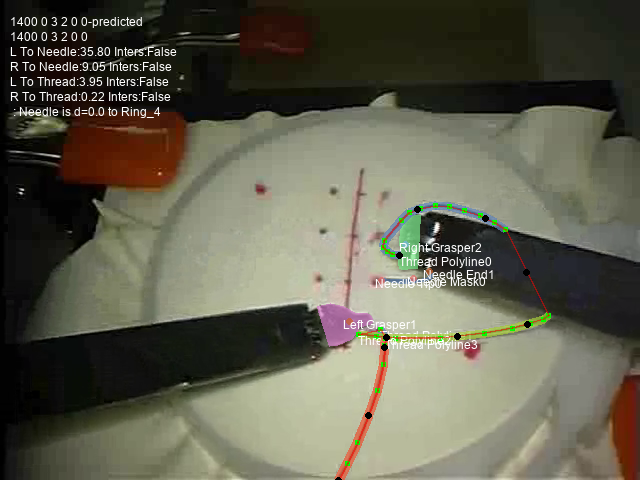 1400 0 3 2 0 0-predicted
1400 0 3 2 0 0
L To Needle:35.80 Inters:False
R To Needle:9.05 Inters:False
L To Thread:3.95 Inters:False
R To Thread:0.22 Inters:False
: Needle is d=0.0 to Ring_4
Right Grasper2
Thread Polyline0
Needle End1
Needle Mask0
Left Grasper1
Thread Polyline3